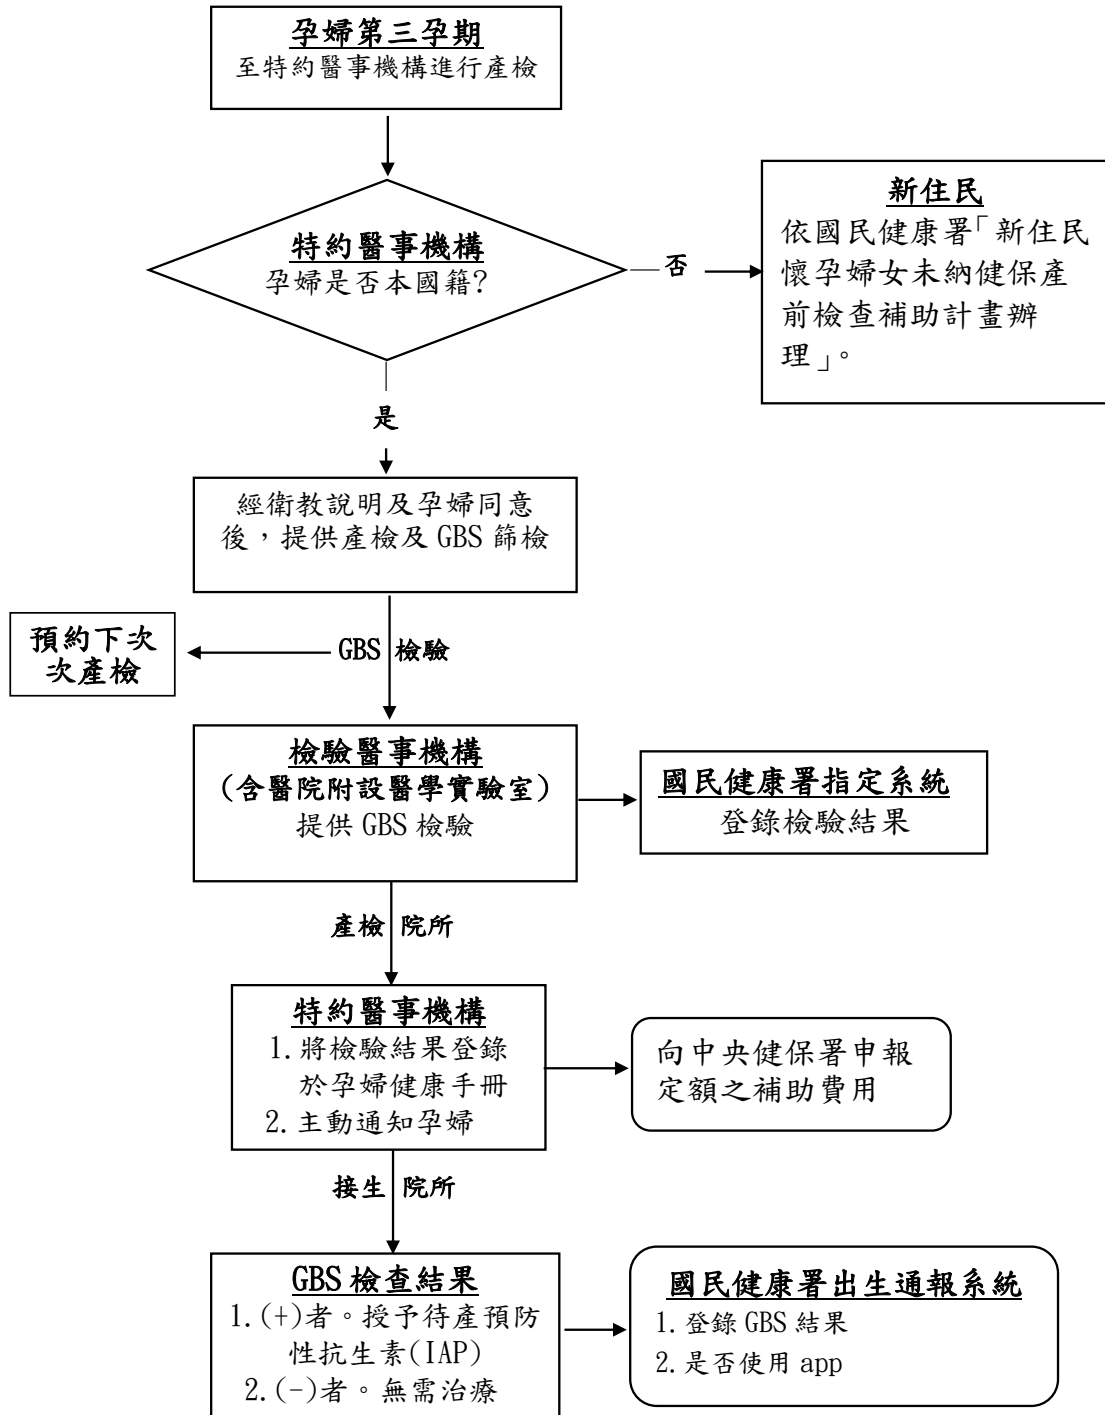 孕婦第三孕期
至特約醫事機構進行產檢
特約醫事機構
孕婦是否本國籍?
否
新住民
依國民健康署「新住民
懷孕婦女未納健保產
前檢查補助計畫辦
理」。
是
經衛教說明及孕婦同意
後，提供產檢及 GBS 篩檢
預約下次
次產檢
GBS 檢驗
檢驗醫事機構
(含醫院附設醫學實驗室)
提供 GBS 檢驗
國民健康署指定系統
登錄檢驗結果
產檢 院所
特約醫事機構
1. 將檢驗結果登錄
於孕婦健康手冊
2. 主動通知孕婦
向中央健保署申報
定額之補助費用
接生 院所
GBS 檢查結果
1. (+)者。授予待產預防
性抗生素(IAP)
2. (-)者。無需治療
國民健康署出生通報系統
1. 登錄 GBS 結果
2. 是否使用 app